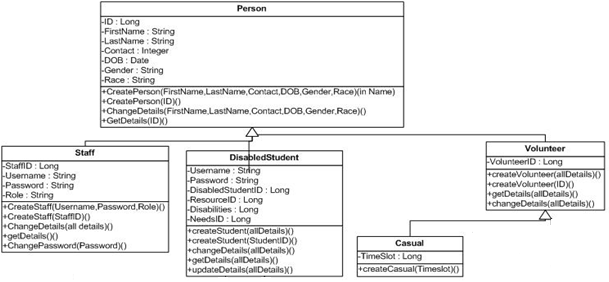 Person
-ID : Long
-FirstName : String
-LastName : String
-Contact : Integer
-DOB : Date
-Gender : String
-Race : String
+CreatePerson(FirstName,LastName,Contact,DOB,Gender,Race)(in Name)
+CreatePerson(ID)()
+ChangeDetails(FirstName,LastName,Contact,DOB,Gender,Race)()
+GetDetails(ID)()
Staff
-StaffID : Long
-Username : String
-Password : String
-Role : String
+CreateStaff(Username,Password,Role)()
+CreateStaff(StaffID)()
+ChangeDetails(all details)()
+getDetails()()
+ChangePassword(Password)()
DisabledStudent
-Username : String
-Password : String
-DisabledStudentID : Long
-ResourceID : Long
-Disabilities : Long
-NeedsID : Long
+createStudent(allDetails)()
+createStudent(StudentID)()
+changeDetails(allDetails)()
+getDetails(allDetails)()
+updateDetails(allDetails)()
Volunteer
-VolunteerID : Long
+createVolunteer(allDetails)()
+createVolunteer(ID)()
+getDetails(allDetails)()
+changeDetails(allDetails)()
Casual
-TimeSlot : Long
+createCasual(Timeslot)()